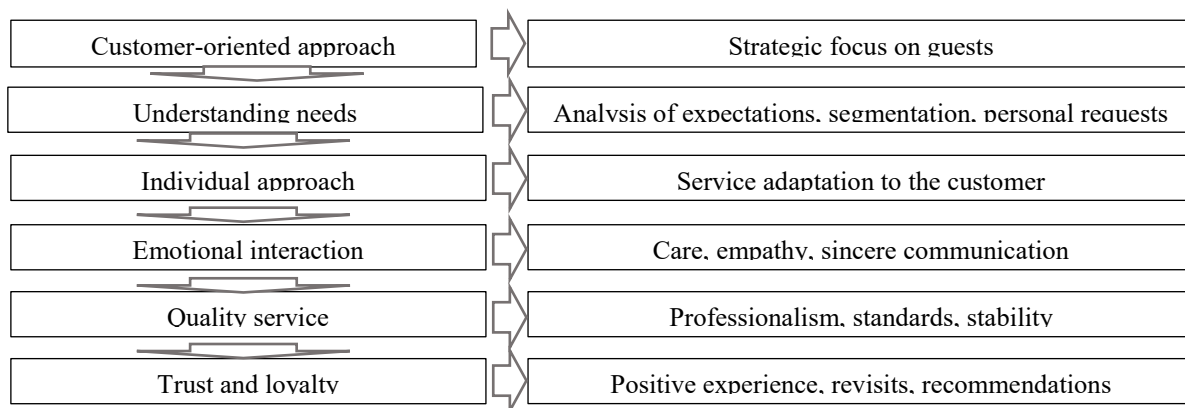 Customer-oriented approach
Strategic focus on guests
Understanding needs
Analysis of expectations, segmentation, personal requests
Individual approach
Service adaptation to the customer
Emotional interaction
Care, empathy, sincere communication
Quality service
Professionalism, standards, stability
Trust and loyalty
Positive experience, revisits, recommendations